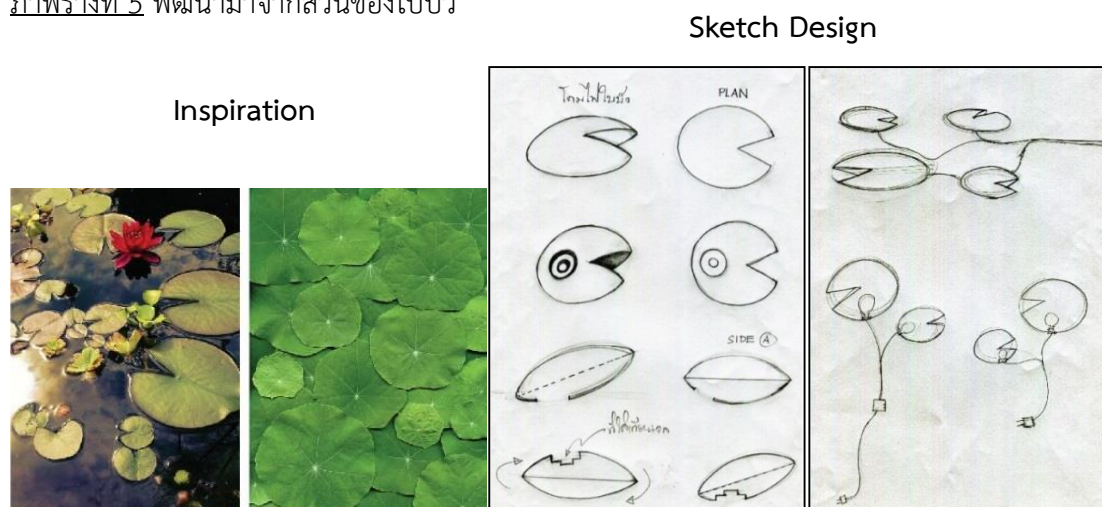 ภาพร่างที่ 5 พัฒนามาจากส่วนของใบบัว
Sketch Design
Inspiration
โคมไฟใบบัว
PLAN
SIDE A